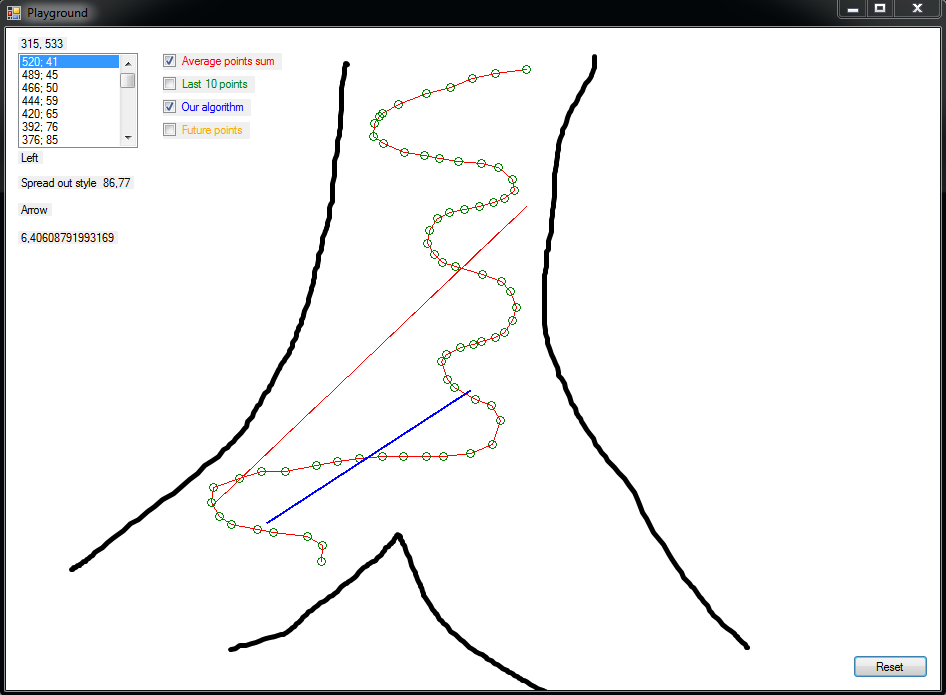 Playground
315, 533
520; 41
489; 45
466; 50
444; 59
420; 65
392; 76
376; 85
Average points sum
Last 10 points
Our algorithm
Future points
Left
Spread out style 86,77
Arrow
6,40608791993169
Reset